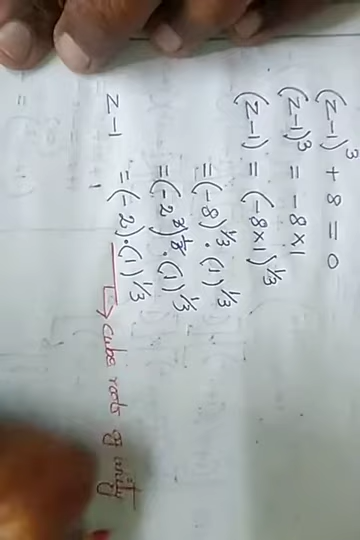 (z-1)³ + 8 = 0
(z-1)³ = -8×1
(z-1) = (-8×1)^⅓
= (-8)^⅓ · (1)^⅓
= (-2³)^⅓ · (1)^⅓
z-1 = (-2) · (1)^⅓
↳ cube roots of unity